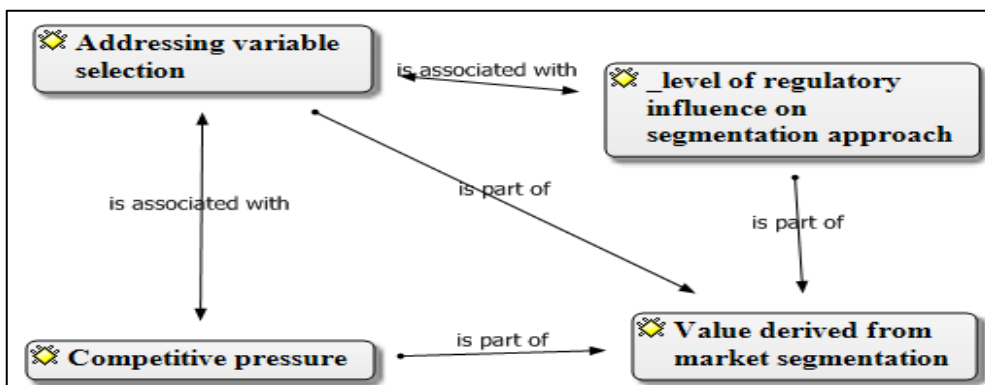 Addressing variable
selection
is associated with
_level of regulatory
influence on
segmentation approach
is associated with
is part of
is part of
Competitive pressure
is part of
Value derived from
market segmentation